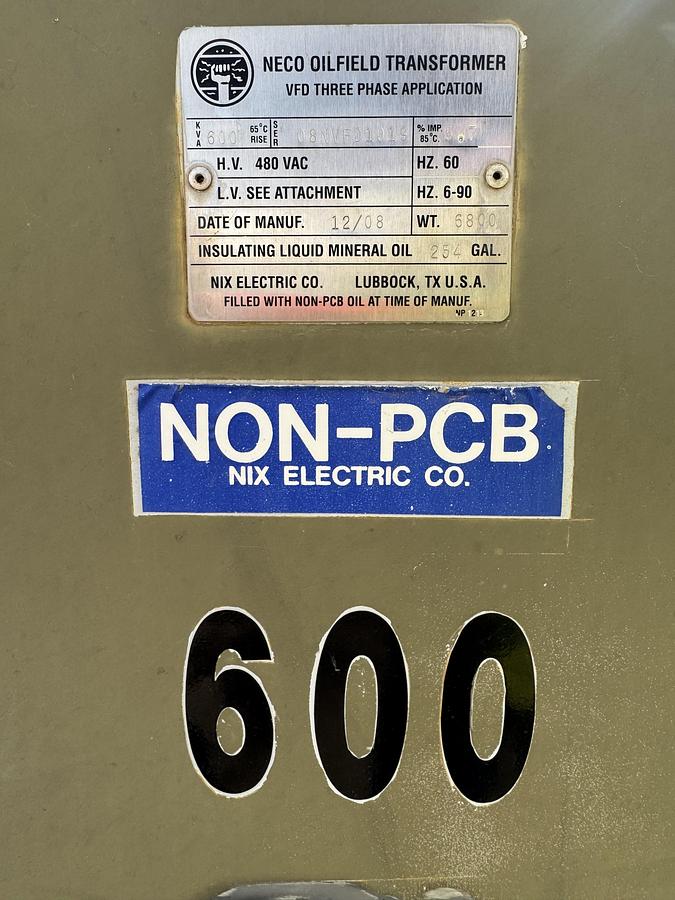 NECO OILFIELD TRANSFORMER
VFD THREE PHASE APPLICATION
KVA 600 65°C RISE SER 08NVFD1019 % IMP. 85°C.
H.V. 480 VAC HZ. 60
L.V. SEE ATTACHMENT HZ. 6-90
DATE OF MANUF. 12/08 WT. 6800
INSULATING LIQUID MINERAL OIL 254 GAL.
NIX ELECTRIC CO. LUBBOCK, TX U.S.A.
FILLED WITH NON-PCB OIL AT TIME OF MANUF.
NON-PCB
NIX ELECTRIC CO.
600